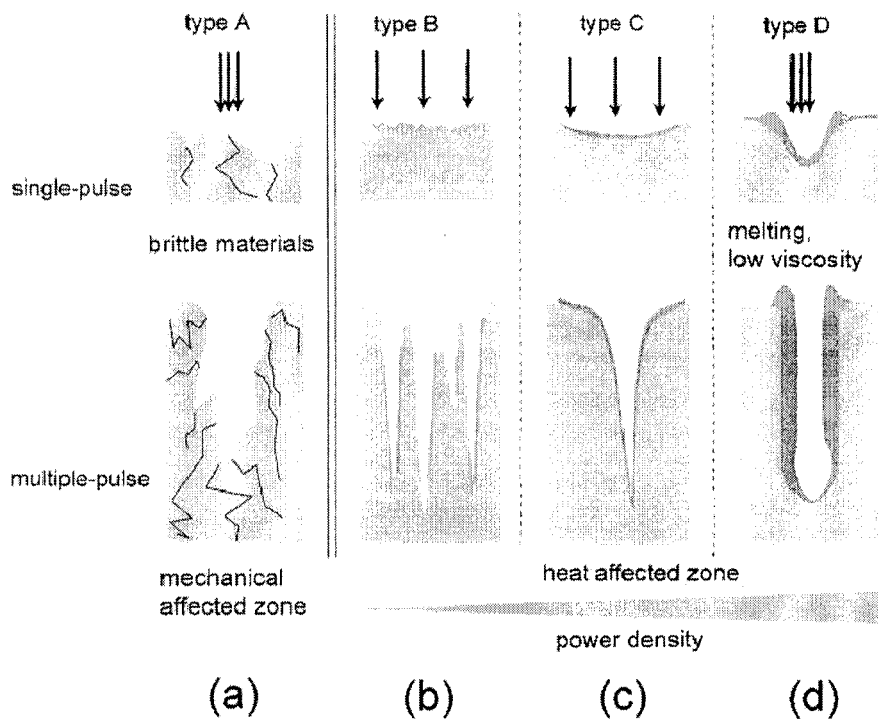 type A
type B
type C
type D
single-pulse
brittle materials
melting,
low viscosity
multiple-pulse
mechanical
affected zone
heat affected zone
power density
(a)
(b)
(c)
(d)